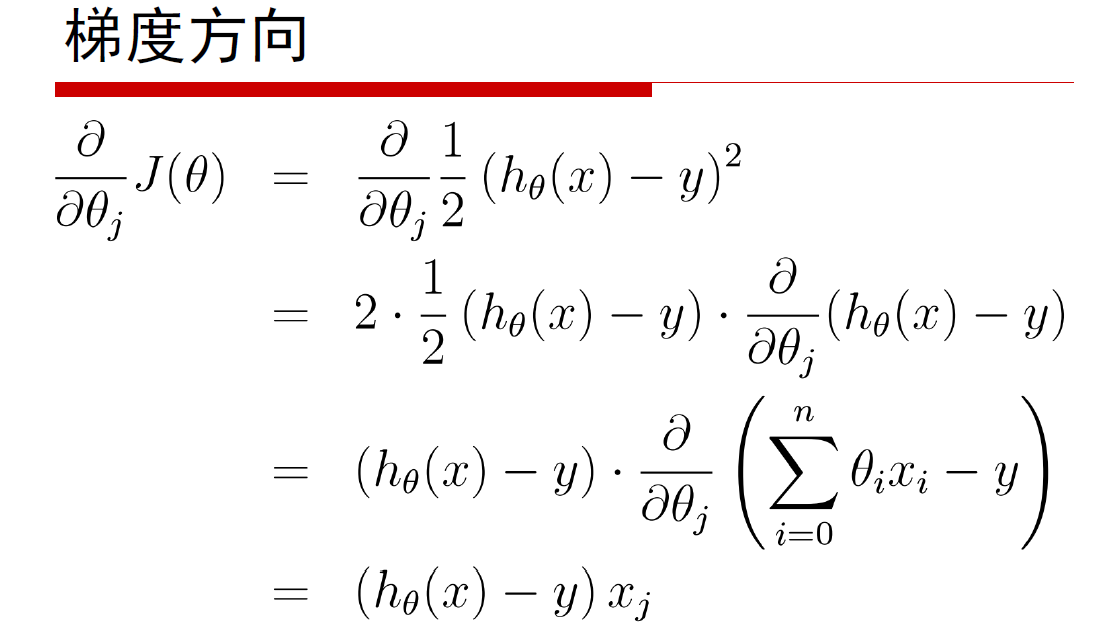 梯度方向
∂/∂θ_j J(θ) = ∂/∂θ_j 1/2 (h_θ(x) − y)^2
= 2 · 1/2 (h_θ(x) − y) · ∂/∂θ_j (h_θ(x) − y)
= (h_θ(x) − y) · ∂/∂θ_j (∑_{i=0}^{n} θ_i x_i − y)
= (h_θ(x) − y) x_j